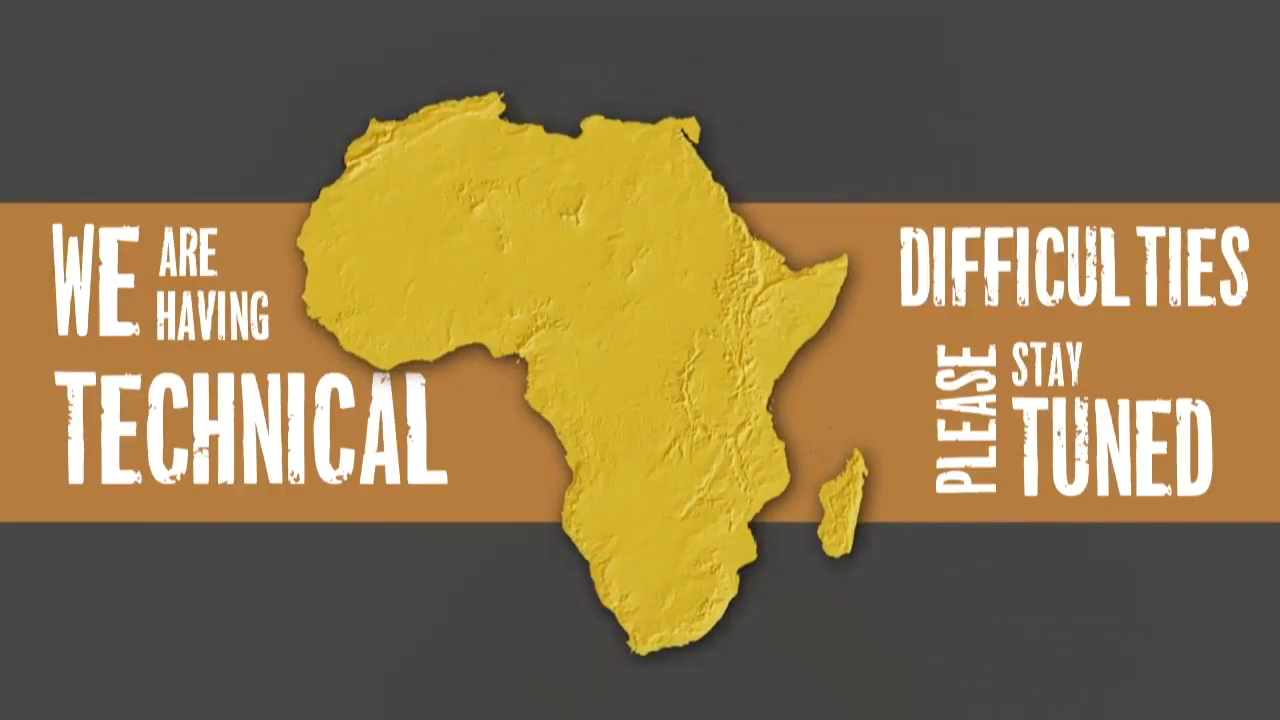 WE ARE
HAVING
TECHNICAL
DIFFICULTIES
PLEASE STAY
TUNED